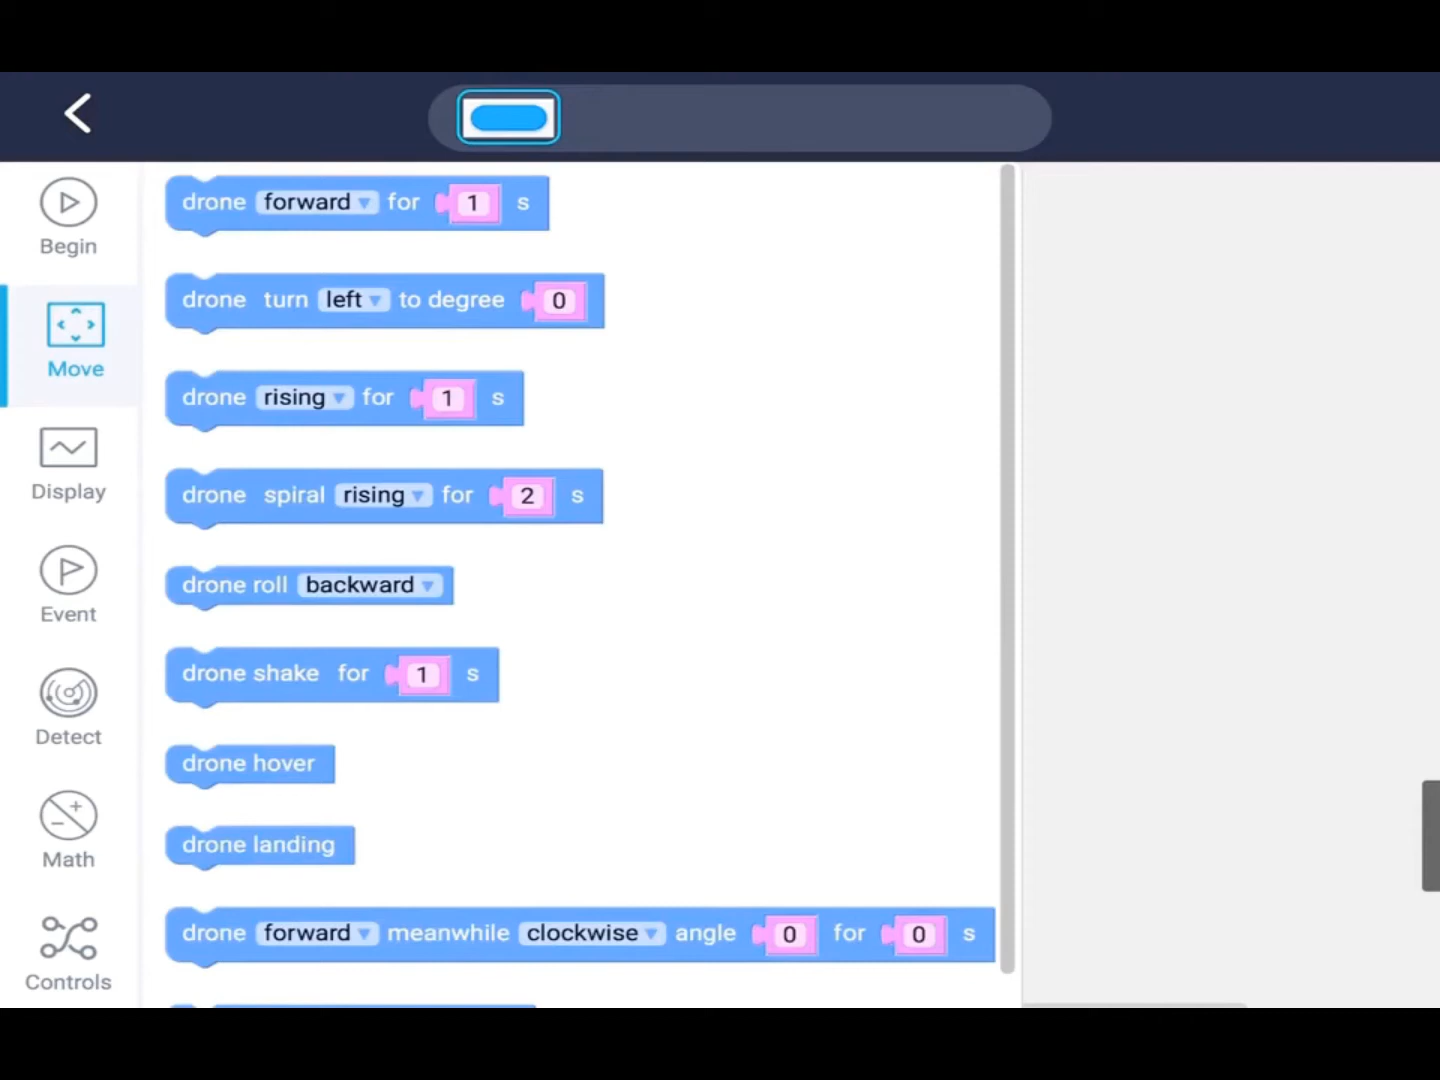 Begin
Move
Display
Event
Detect
Math
Controls
drone forward for 1 s
drone turn left to degree 0
drone rising for 1 s
drone spiral rising for 2 s
drone roll backward
drone shake for 1 s
drone hover
drone landing
drone forward meanwhile clockwise angle 0 for 0 s